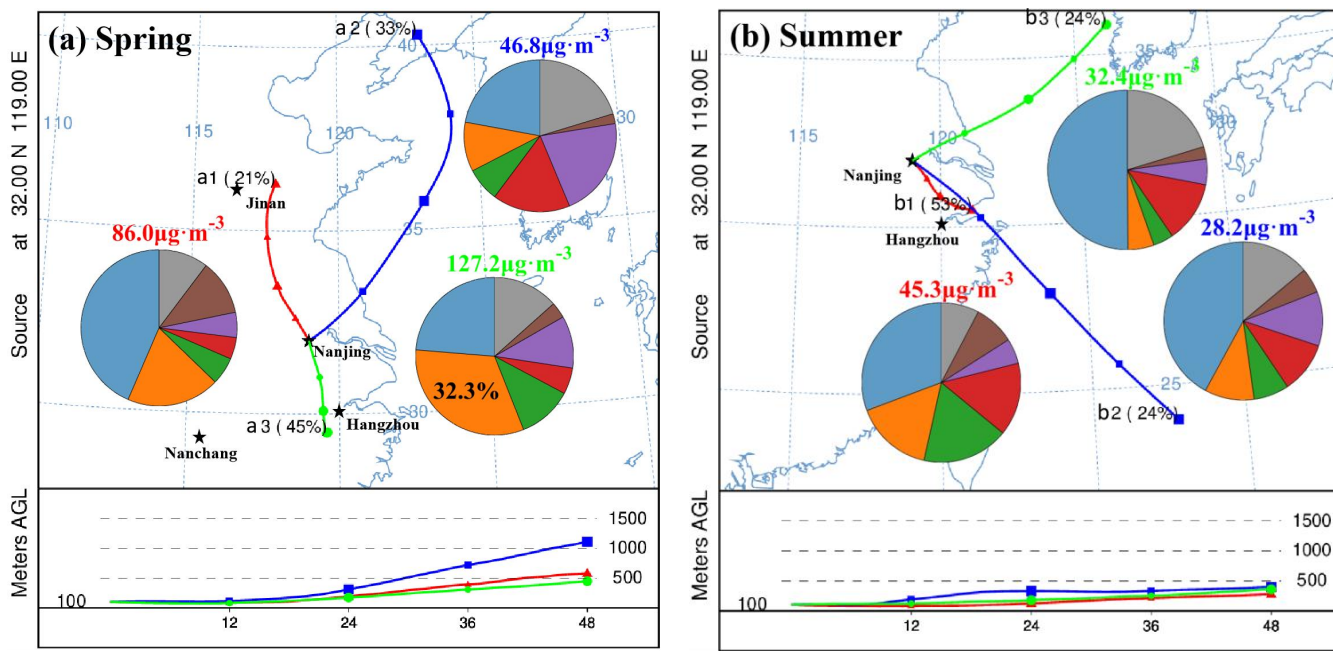 (a) Spring
a2 ( 33%)
40
46.8µg·m-3
30
110
115
120
a1 ( 21%)
Jinan
35
86.0µg·m-3
127.2µg·m-3
Nanjing
32.3%
30
a3 ( 45%)
Hangzhou
Nanchang
Source at 32.00 N 119.00 E
Meters AGL
1500
1000
500
100
12 24 36 48
(b) Summer
b3 ( 24%)
35
32.4µg·m-3
115
120
130
Nanjing
b1 ( 53%)
Hangzhou
28.2µg·m-3
45.3µg·m-3
25
b2 ( 24%)
Source at 32.00 N 119.00 E
Meters AGL
1500
1000
500
100
12 24 36 48